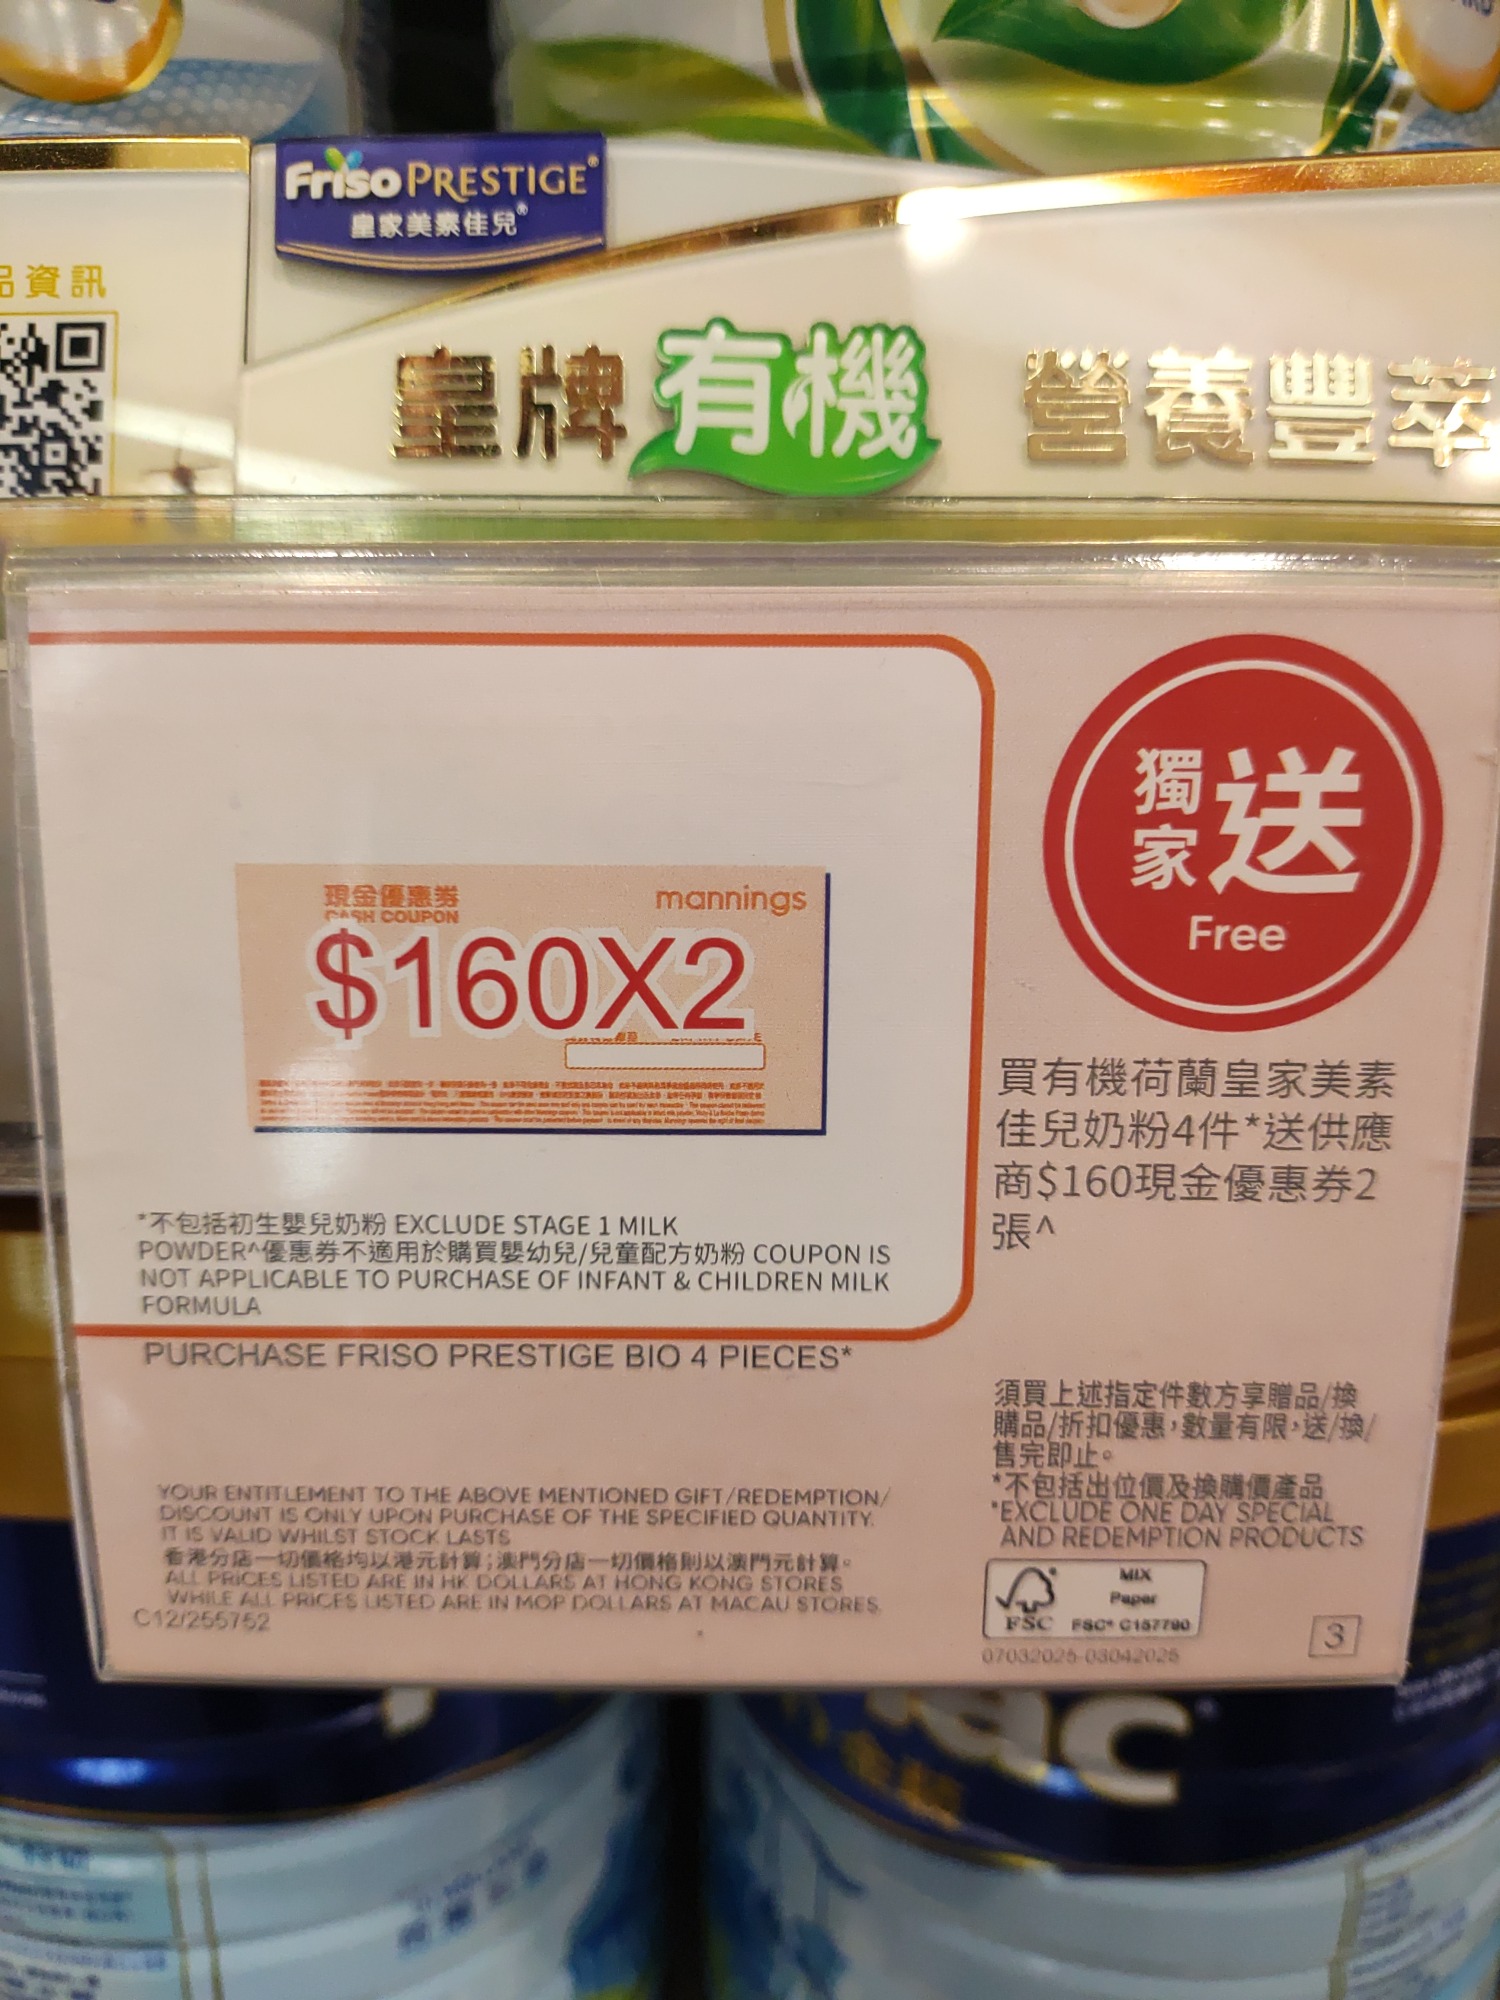 Friso PRESTIGE®
皇家美素佳兒®
品資訊
皇牌有機 營養豐萃
獨家送
Free
現金優惠券 mannings
CASH COUPON
$160X2
買有機荷蘭皇家美素
佳兒奶粉4件*送供應
商$160現金優惠券2
張^
*不包括初生嬰兒奶粉 EXCLUDE STAGE 1 MILK
POWDER^優惠券不適用於購買嬰幼兒/兒童配方奶粉 COUPON IS
NOT APPLICABLE TO PURCHASE OF INFANT & CHILDREN MILK
FORMULA
PURCHASE FRISO PRESTIGE BIO 4 PIECES*
須買上述指定件數方享贈品/換
購品/折扣優惠,數量有限,送/換/
售完即止。
*不包括出位價及換購價產品
*EXCLUDE ONE DAY SPECIAL
AND REDEMPTION PRODUCTS
YOUR ENTITLEMENT TO THE ABOVE MENTIONED GIFT/REDEMPTION/
DISCOUNT IS ONLY UPON PURCHASE OF THE SPECIFIED QUANTITY.
IT IS VALID WHILST STOCK LASTS
香港分店一切價格均以港元計算;澳門分店一切價格則以澳門元計算。
ALL PRICES LISTED ARE IN HK DOLLARS AT HONG KONG STORES
WHILE ALL PRICES LISTED ARE IN MOP DOLLARS AT MACAU STORES.
C12/255752
MIX
Paper
FSC FSC® C157790
07032025-03042025
3